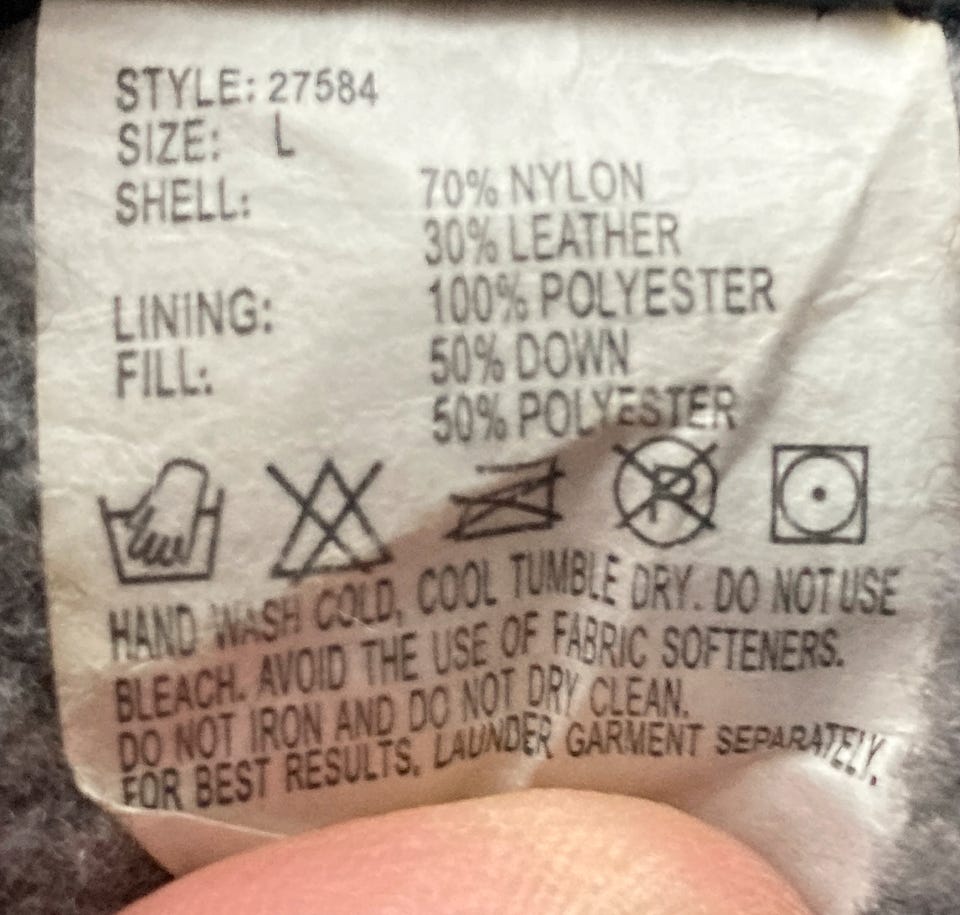 STYLE: 27584
SIZE: L
SHELL: 70% NYLON
30% LEATHER
LINING: 100% POLYESTER
FILL: 50% DOWN
50% POLYESTER
P
HAND WASH COLD, COOL TUMBLE DRY. DO NOT USE
BLEACH. AVOID THE USE OF FABRIC SOFTENERS.
DO NOT IRON AND DO NOT DRY CLEAN.
FOR BEST RESULTS, LAUNDER GARMENT SEPARATELY.